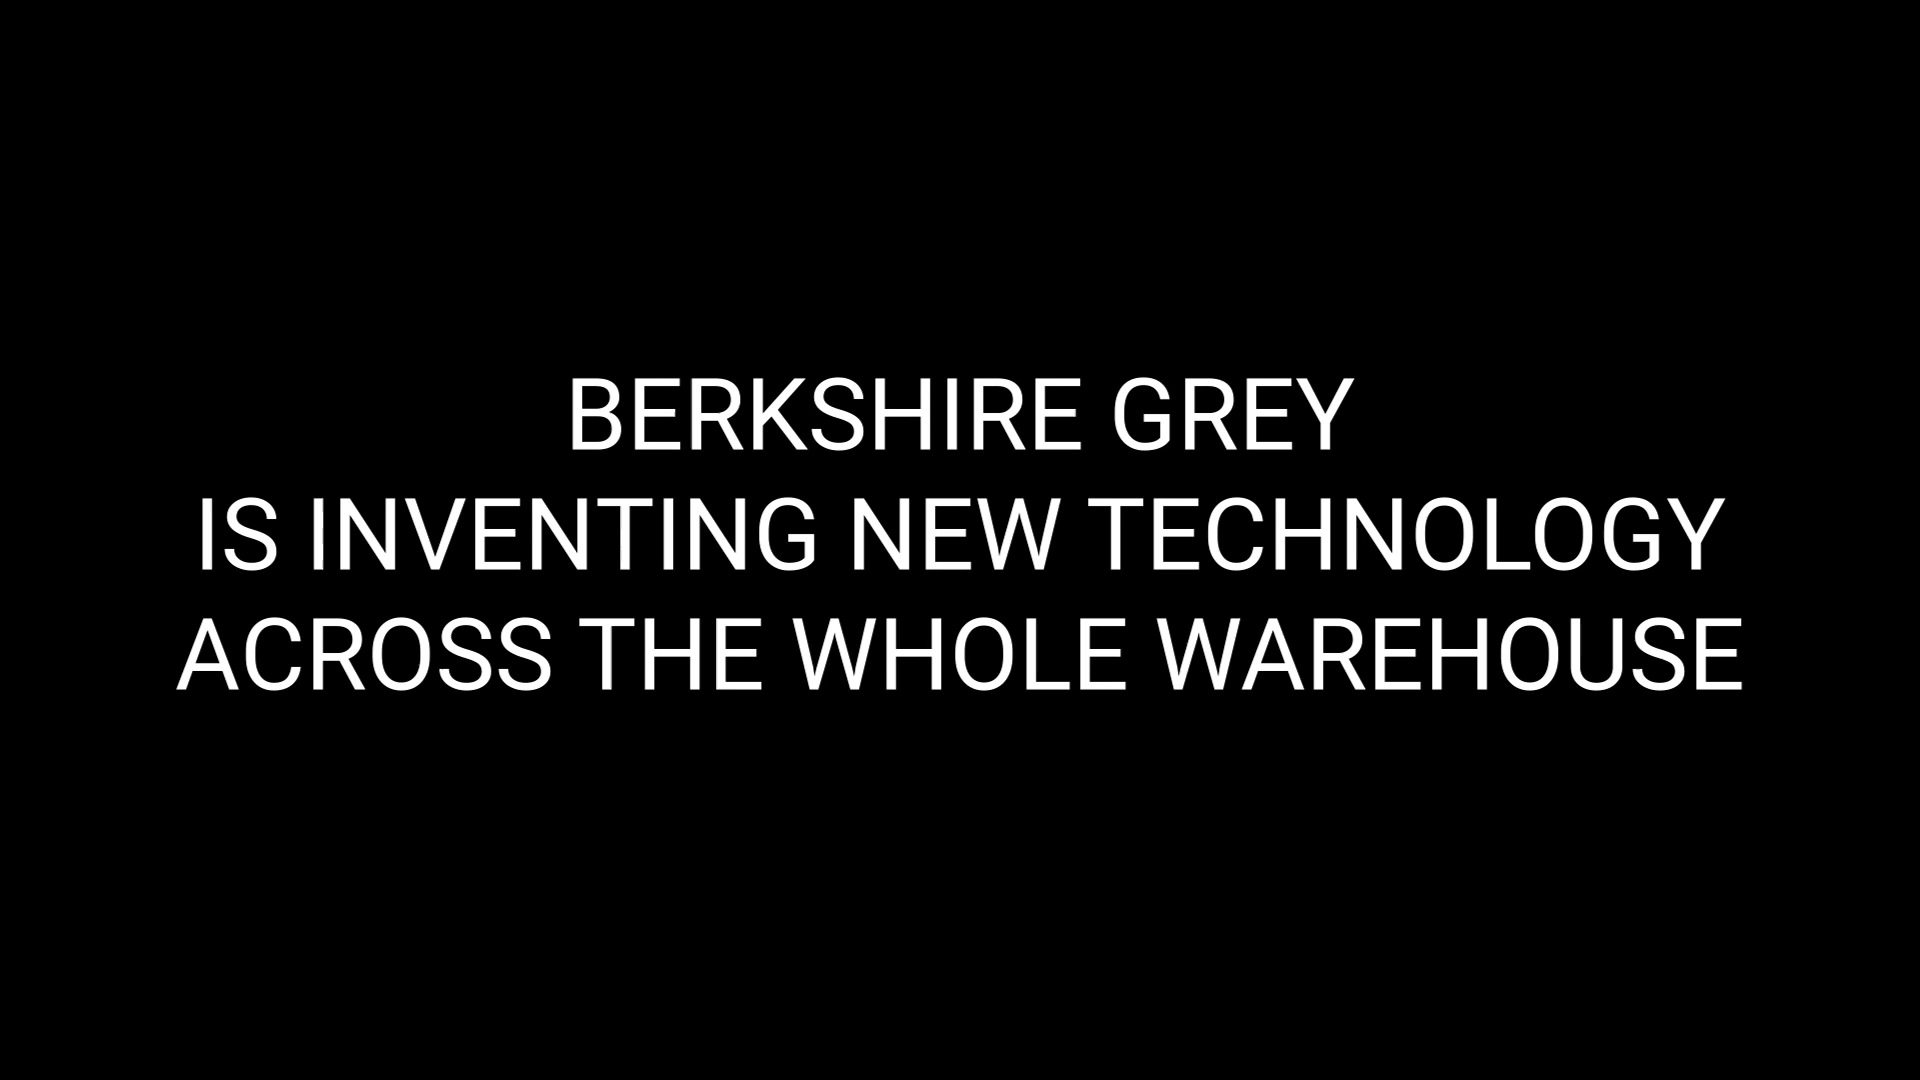 BERKSHIRE GREY
IS INVENTING NEW TECHNOLOGY
ACROSS THE WHOLE WAREHOUSE